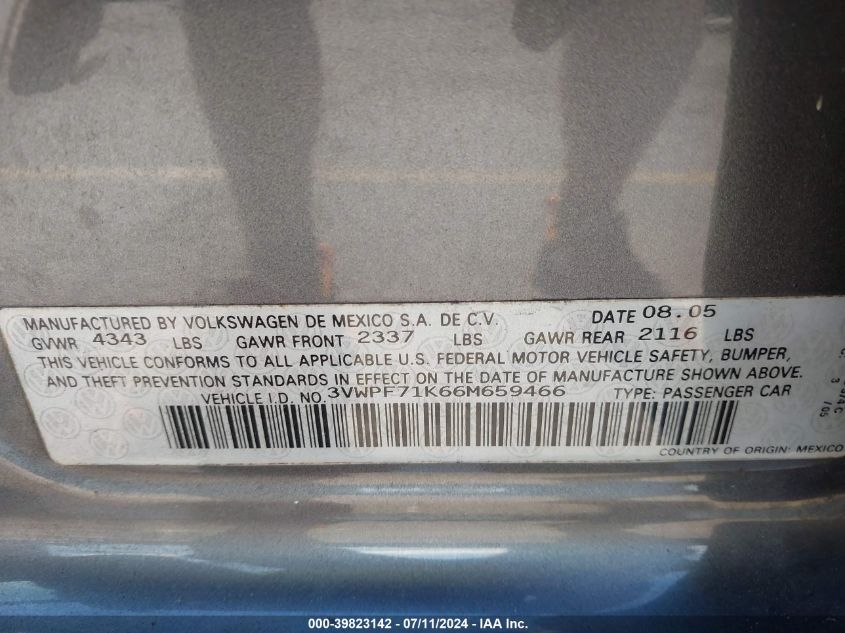 MANUFACTURED BY VOLKSWAGEN DE MEXICO S.A. DE C.V. DATE 08.05
GVWR 4343 LBS GAWR FRONT 2337 LBS GAWR REAR 2116 LBS
THIS VEHICLE CONFORMS TO ALL APPLICABLE U.S. FEDERAL MOTOR VEHICLE SAFETY, BUMPER,
AND THEFT PREVENTION STANDARDS IN EFFECT ON THE DATE OF MANUFACTURE SHOWN ABOVE.
VEHICLE I.D. NO. 3VWPF71K66M659466 TYPE: PASSENGER CAR
COUNTRY OF ORIGIN: MEXICO
3 /05
000-39823142 - 07/11/2024 - IAA Inc.